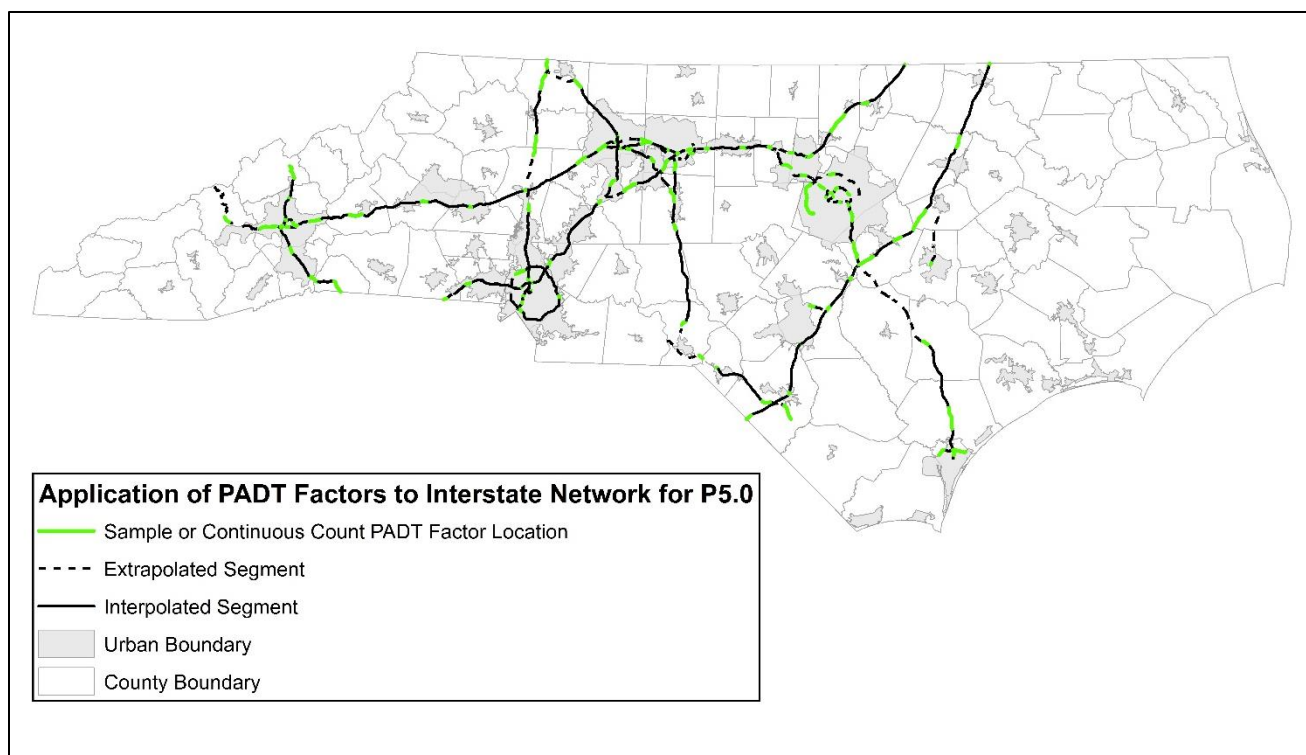 Application of PADT Factors to Interstate Network for P5.0
Sample or Continuous Count PADT Factor Location
Extrapolated Segment
Interpolated Segment
Urban Boundary
County Boundary